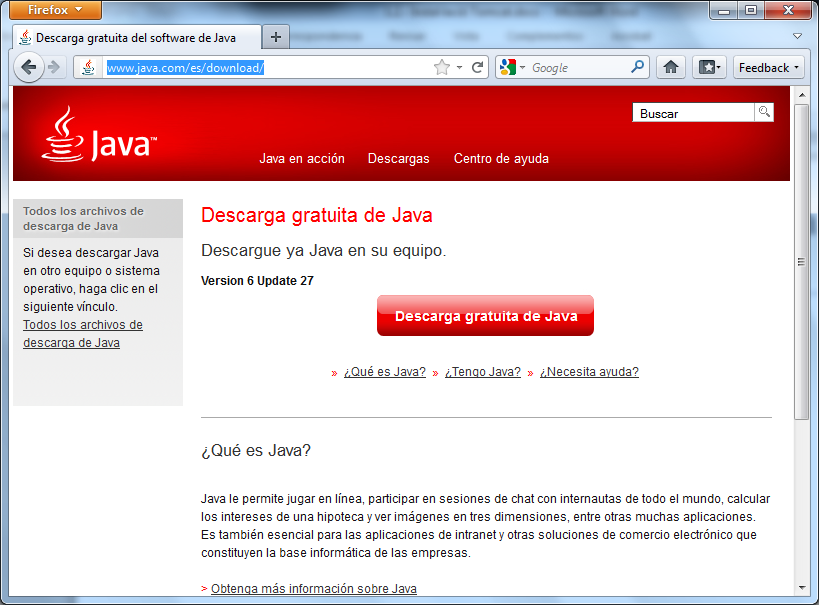 Firefox
Descarga gratuita del software de Java
www.java.com/es/download/
Google
Feedback
Java™
Buscar
Java en acción
Descargas
Centro de ayuda
Todos los archivos de
descarga de Java
Si desea descargar Java
en otro equipo o sistema
operativo, haga clic en el
siguiente vínculo.
Todos los archivos de
descarga de Java
Descarga gratuita de Java
Descargue ya Java en su equipo.
Version 6 Update 27
Descarga gratuita de Java
» ¿Qué es Java? » ¿Tengo Java? » ¿Necesita ayuda?
¿Qué es Java?
Java le permite jugar en línea, participar en sesiones de chat con internautas de todo el mundo, calcular
los intereses de una hipoteca y ver imágenes en tres dimensiones, entre otras muchas aplicaciones.
Es también esencial para las aplicaciones de intranet y otras soluciones de comercio electrónico que
constituyen la base informática de las empresas.
> Obtenga más información sobre Java